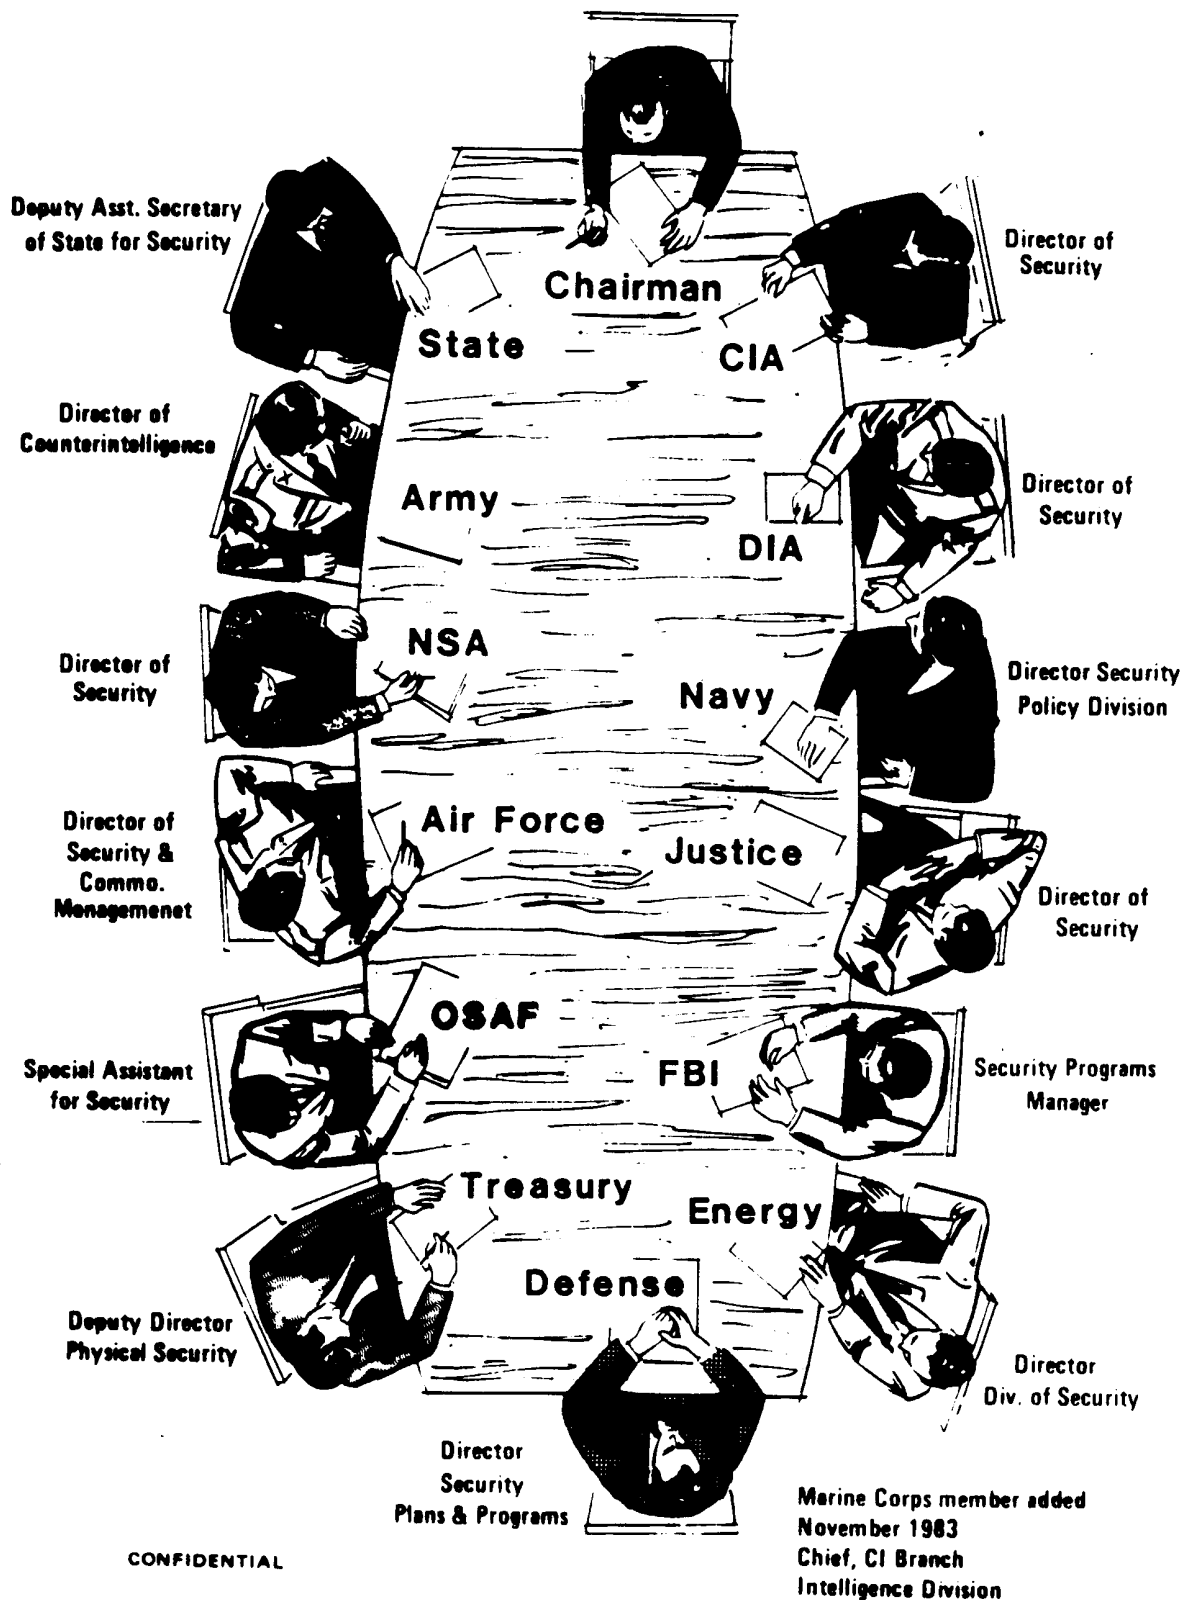 Chairman
Deputy Asst. Secretary
of State for Security
State
Director of
Security
CIA
Director of
Counterintelligence
Army
Director of
Security
DIA
Director of
Security
NSA
Director Security
Policy Division
Navy
Director of
Security &
Commo.
Menagemenet
Air Force
Director of
Security
Justice
Special Assistant
for Security
OSAF
Security Programs
Manager
FBI
Deputy Director
Physical Security
Treasury
Director
Div. of Security
Energy
Defense
Director
Security
Plans & Programs
Marine Corps member added
November 1983
Chief, CI Branch
Intelligence Division
CONFIDENTIAL